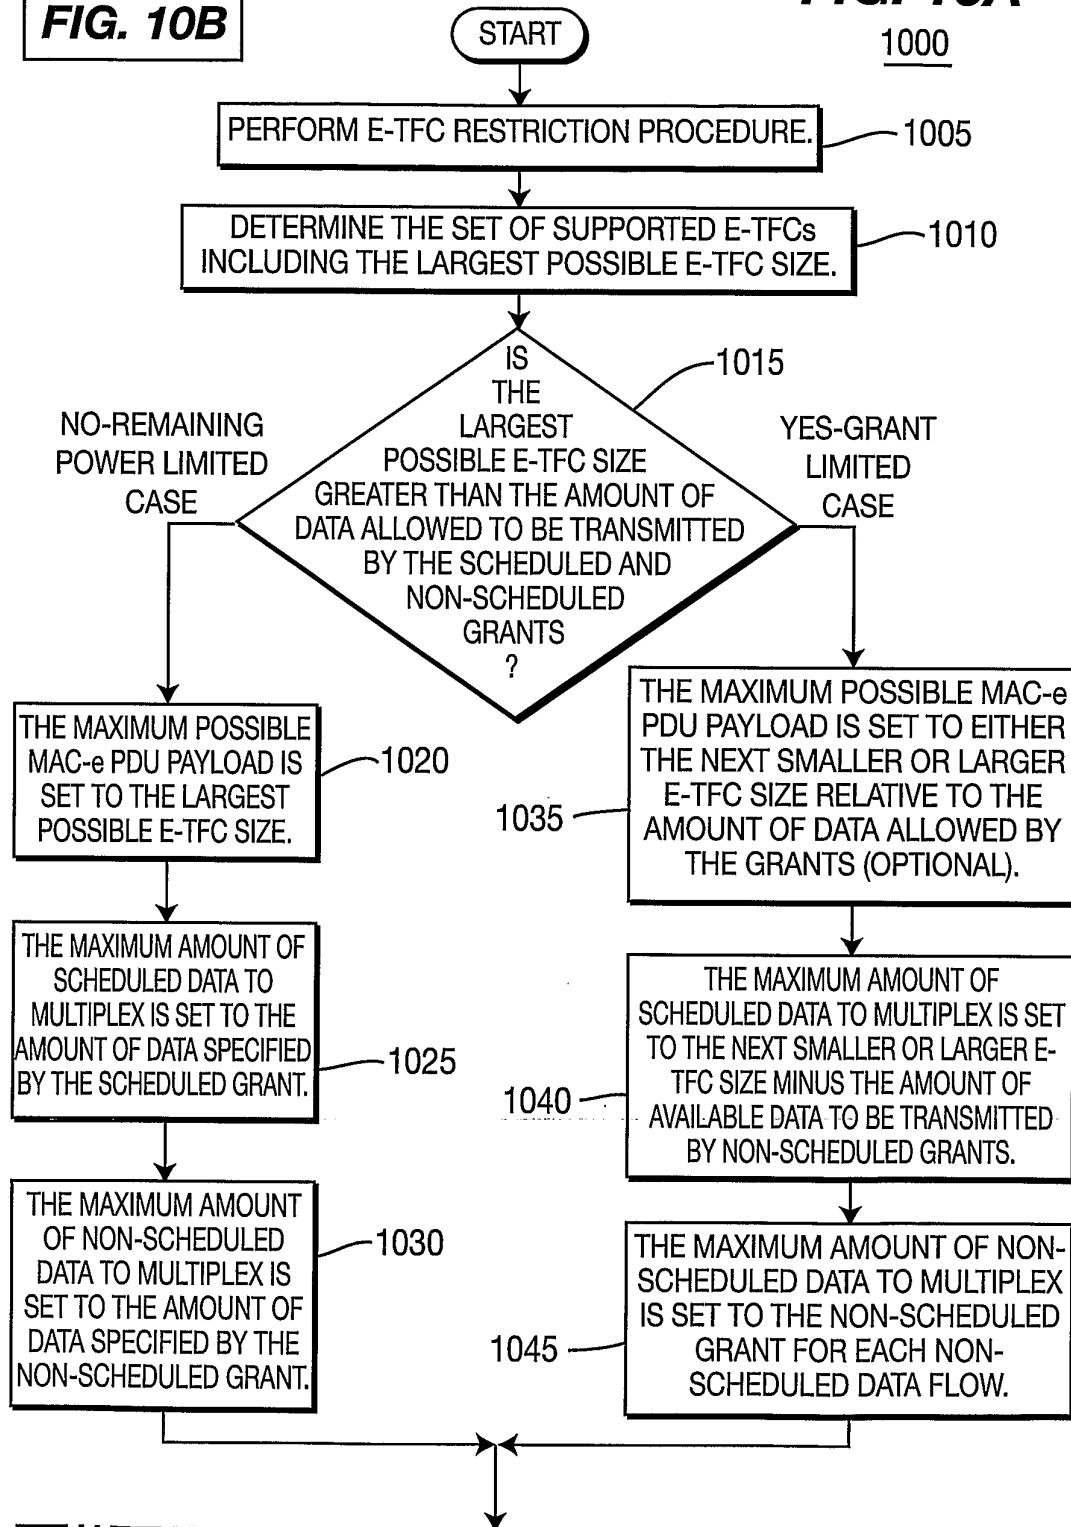 FIG. 10B
START
1000
PERFORM E-TFC RESTRICTION PROCEDURE.
1005
DETERMINE THE SET OF SUPPORTED E-TFCs
INCLUDING THE LARGEST POSSIBLE E-TFC SIZE.
1010
IS
THE
LARGEST
POSSIBLE E-TFC SIZE
GREATER THAN THE AMOUNT OF
DATA ALLOWED TO BE TRANSMITTED
BY THE SCHEDULED AND
NON-SCHEDULED
GRANTS
?
1015
NO-REMAINING
POWER LIMITED
CASE
YES-GRANT
LIMITED
CASE
THE MAXIMUM POSSIBLE
MAC-e PDU PAYLOAD IS
SET TO THE LARGEST
POSSIBLE E-TFC SIZE.
1020
THE MAXIMUM AMOUNT OF
SCHEDULED DATA TO
MULTIPLEX IS SET TO THE
AMOUNT OF DATA SPECIFIED
BY THE SCHEDULED GRANT.
1025
THE MAXIMUM AMOUNT
OF NON-SCHEDULED
DATA TO MULTIPLEX IS
SET TO THE AMOUNT OF
DATA SPECIFIED BY THE
NON-SCHEDULED GRANT.
1030
THE MAXIMUM POSSIBLE MAC-e
PDU PAYLOAD IS SET TO EITHER
THE NEXT SMALLER OR LARGER
E-TFC SIZE RELATIVE TO THE
AMOUNT OF DATA ALLOWED BY
THE GRANTS (OPTIONAL).
1035
THE MAXIMUM AMOUNT OF
SCHEDULED DATA TO MULTIPLEX IS SET
TO THE NEXT SMALLER OR LARGER E-
TFC SIZE MINUS THE AMOUNT OF
AVAILABLE DATA TO BE TRANSMITTED
BY NON-SCHEDULED GRANTS.
1040
THE MAXIMUM AMOUNT OF NON-
SCHEDULED DATA TO MULTIPLEX
IS SET TO THE NON-SCHEDULED
GRANT FOR EACH NON-
SCHEDULED DATA FLOW.
1045